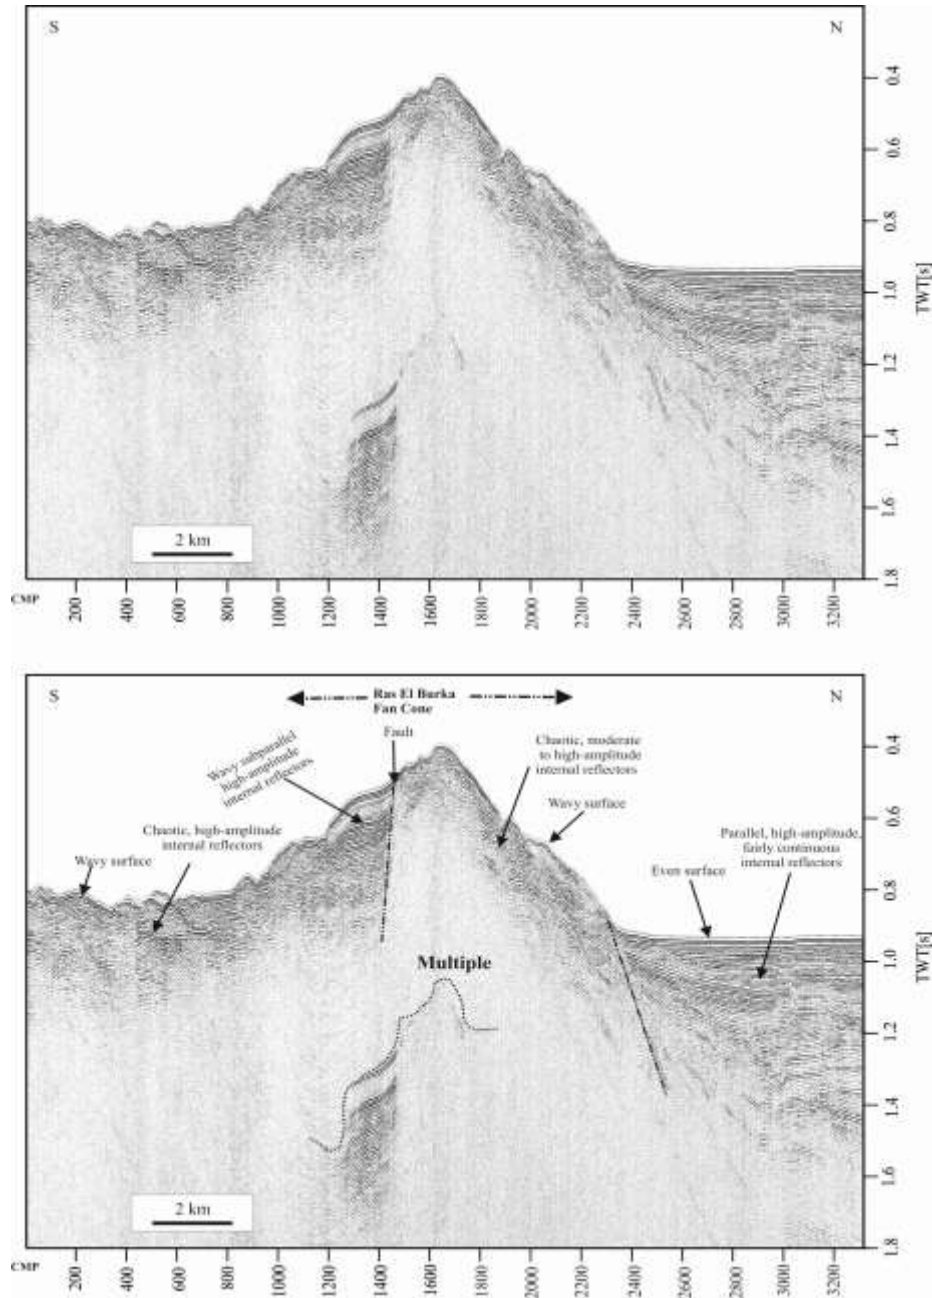 S
N
0.4
0.6
0.8
1.0
1.2
1.4
1.6
1.8
TWT[s]
2 km
CMP
200
400
600
800
1000
1200
1400
1600
1800
2000
2200
2400
2600
2800
3000
3200
S
N
Ras El Burka
Fan Cone
Fault
Wavy subparallel
high-amplitude
internal reflectors
Chaotic, moderate
to high-amplitude
internal reflectors
Wavy surface
Chaotic, high-amplitude
internal reflectors
Wavy surface
Parallel, high-amplitude,
fairly continuous
internal reflectors
Even surface
Multiple
0.4
0.6
0.8
1.0
1.2
1.4
1.6
1.8
TWT[s]
2 km
CMP
200
400
600
800
1000
1200
1400
1600
1800
2000
2200
2400
2600
2800
3000
3200